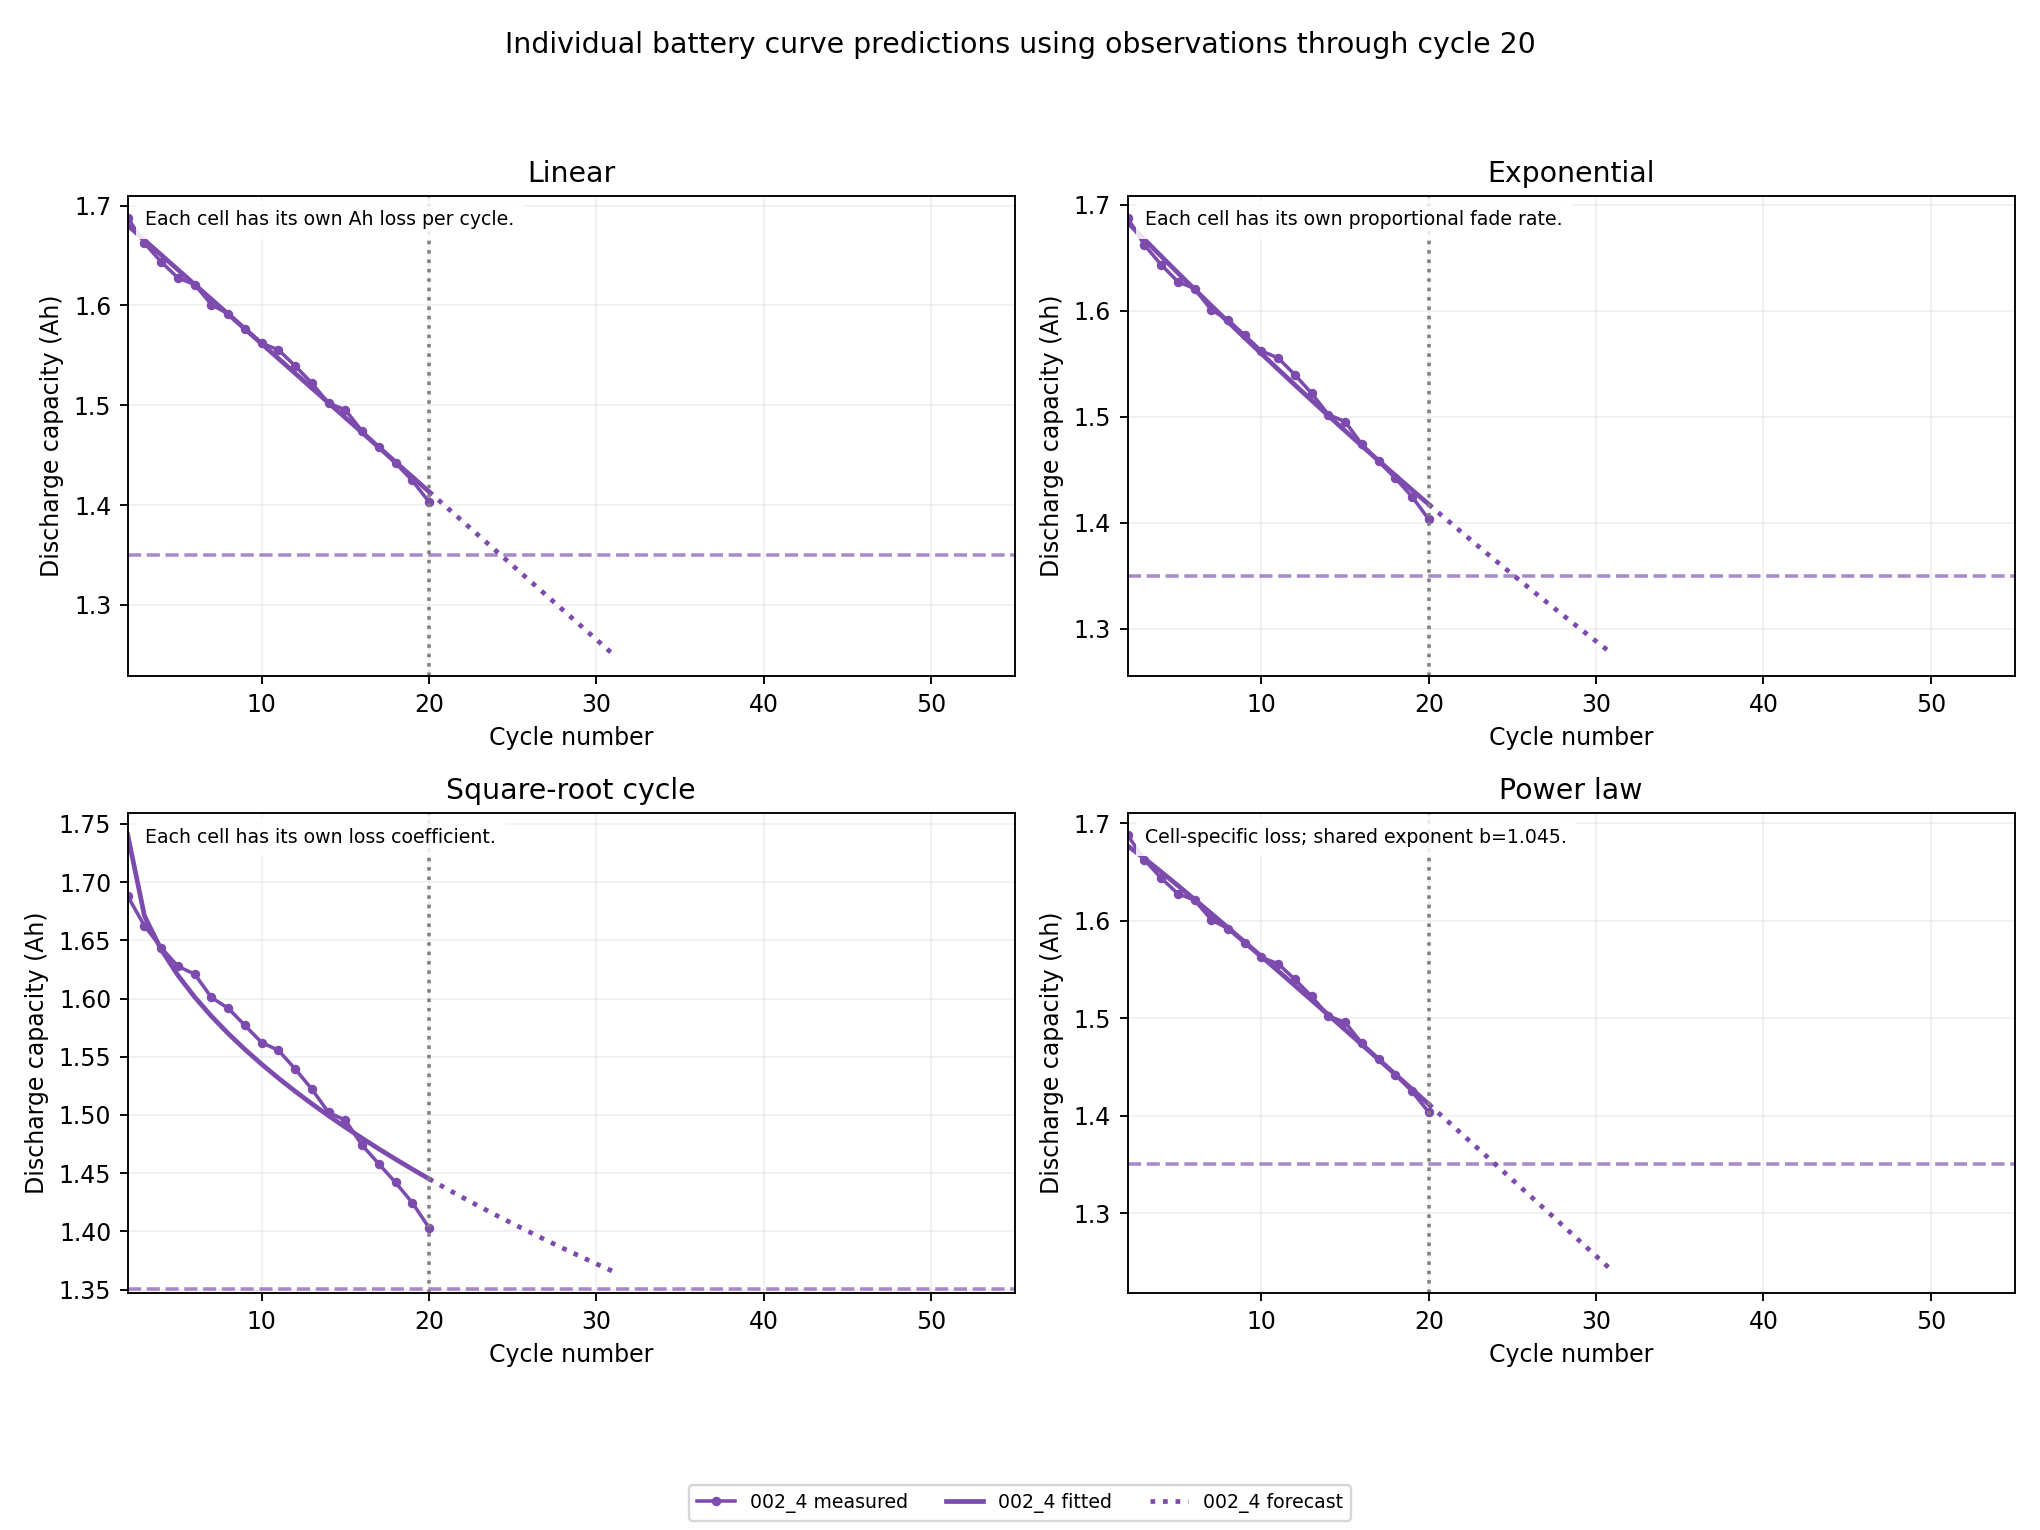 Individual battery curve predictions using observations through cycle 20
Linear
Each cell has its own Ah loss per cycle.
Discharge capacity (Ah)
1.7
1.6
1.5
1.4
1.3
10 20 30 40 50
Cycle number
Exponential
Each cell has its own proportional fade rate.
Discharge capacity (Ah)
1.7
1.6
1.5
1.4
1.3
10 20 30 40 50
Cycle number
Square-root cycle
Each cell has its own loss coefficient.
Discharge capacity (Ah)
1.75
1.70
1.65
1.60
1.55
1.50
1.45
1.40
1.35
10 20 30 40 50
Cycle number
Power law
Cell-specific loss; shared exponent b=1.045.
Discharge capacity (Ah)
1.7
1.6
1.5
1.4
1.3
10 20 30 40 50
Cycle number
002_4 measured 002_4 fitted 002_4 forecast